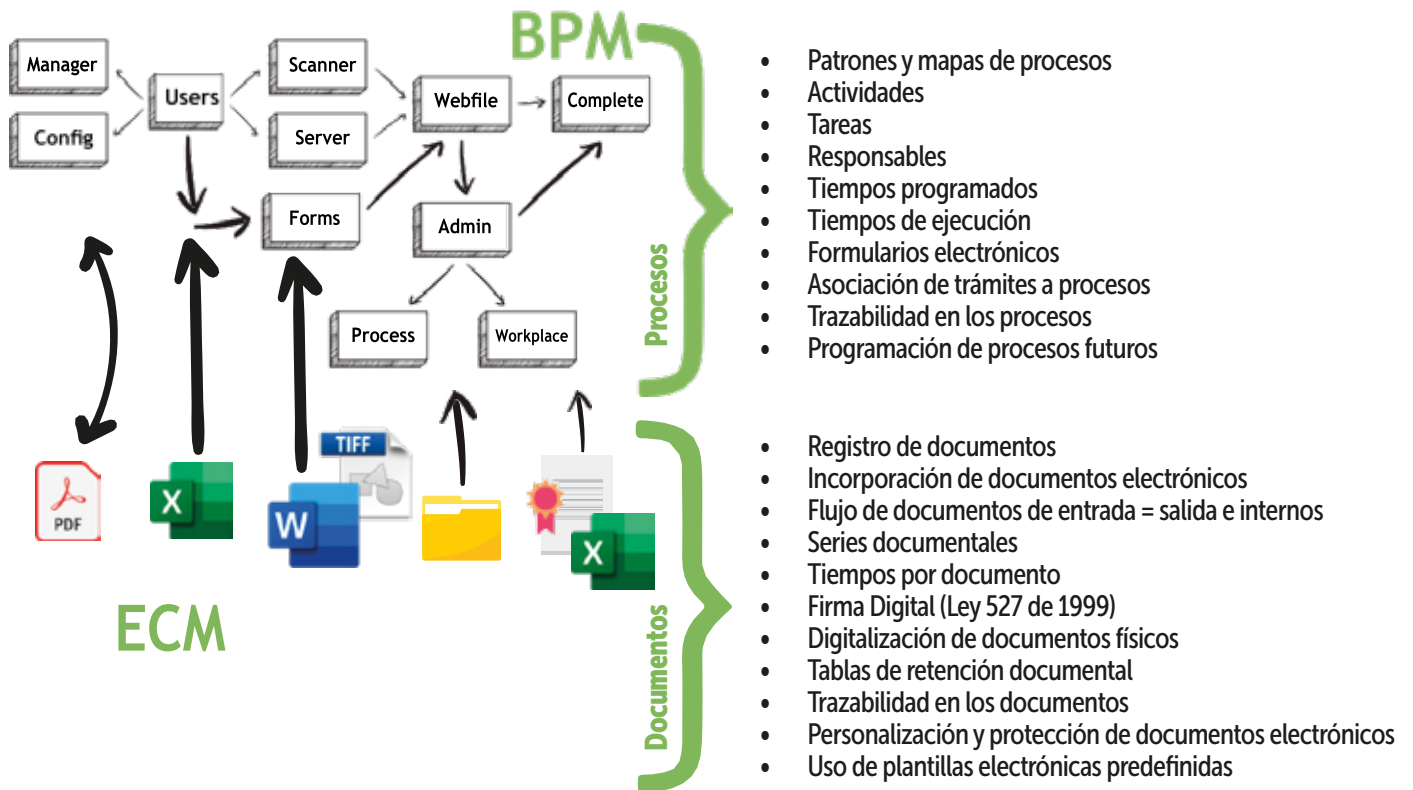 BPM
Manager
Users
Scanner
Webfile
Complete
Config
Server
Forms
Admin
Process
Workplace
Procesos
• Patrones y mapas de procesos
• Actividades
• Tareas
• Responsables
• Tiempos programados
• Tiempos de ejecución
• Formularios electrónicos
• Asociación de trámites a procesos
• Trazabilidad en los procesos
• Programación de procesos futuros
PDF
X
TIFF
W
X
ECM
Documentos
• Registro de documentos
• Incorporación de documentos electrónicos
• Flujo de documentos de entrada = salida e internos
• Series documentales
• Tiempos por documento
• Firma Digital (Ley 527 de 1999)
• Digitalización de documentos físicos
• Tablas de retención documental
• Trazabilidad en los documentos
• Personalización y protección de documentos electrónicos
• Uso de plantillas electrónicas predefinidas